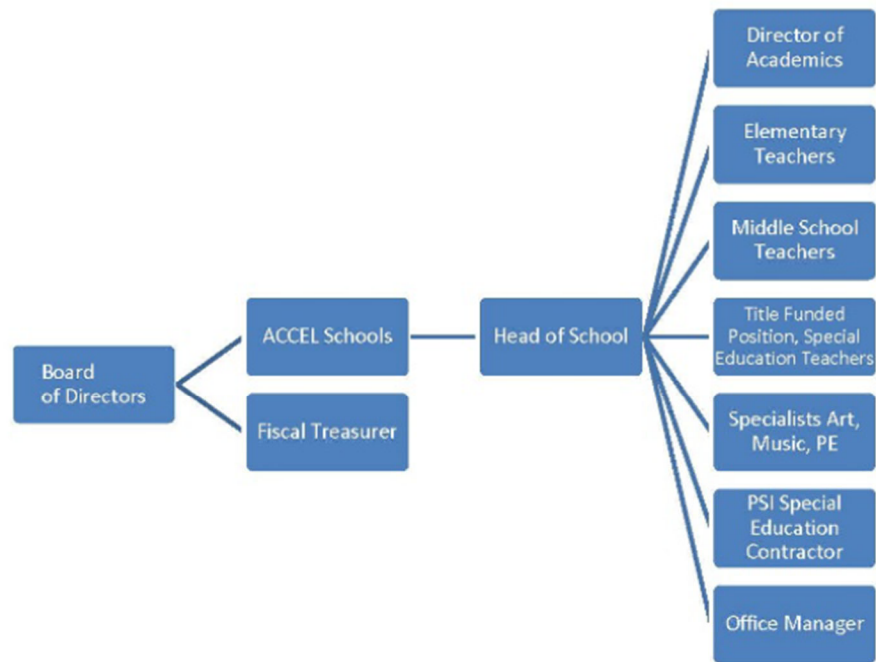 Board
of Directors
ACCEL Schools
Fiscal Treasurer
Head of School
Director of
Academics
Elementary
Teachers
Middle School
Teachers
Title Funded
Position, Special
Education Teachers
Specialists Art,
Music, PE
PSI Special
Education
Contractor
Office Manager